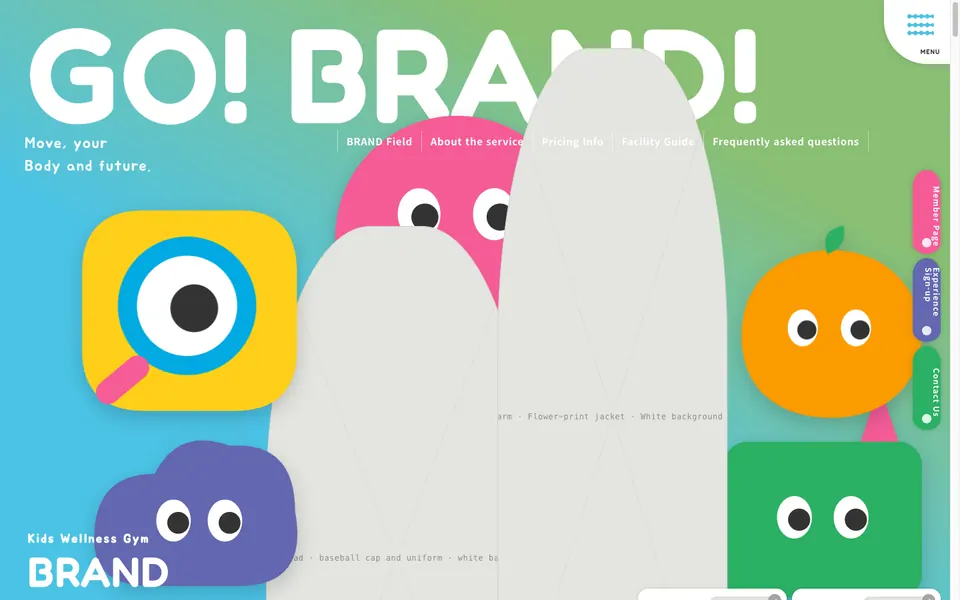 GO! BRAND!
MENU
Move, your
Body and future.
BRAND Field
About the service
Pricing Info
Facility Guide
Frequently asked questions
Member Page
Experience
Sign-up
Contact Us
arm · Flower-print jacket · White background
ad · baseball cap and uniform · white ba
Kids Wellness Gym
BRAND